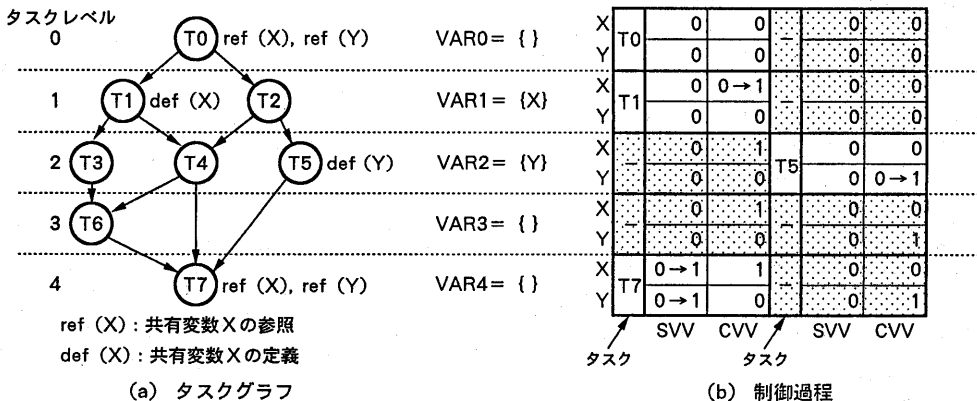 タスクレベル
0 T0 ref (X), ref (Y) VAR0= { }
1 T1 def (X) T2 VAR1= {X}
2 T3 T4 T5 def (Y) VAR2= {Y}
3 T6 VAR3= { }
4 T7 ref (X), ref (Y) VAR4= { }
ref (X) : 共有変数Xの参照
def (X) : 共有変数Xの定義
(a) タスクグラフ
X T0 0 0 – 0 0
Y 0 0 0 0
X T1 0 0→1 – 0 0
Y 0 0 0 0
X – 0 1 T5 0 0
Y 0 0 0 0→1
X – 0 1 – 0 0
Y 0 0 0 1
X T7 0→1 1 – 0 0
Y 0→1 0 0 1
SVV CVV SVV CVV
タスク タスク
(b) 制御過程